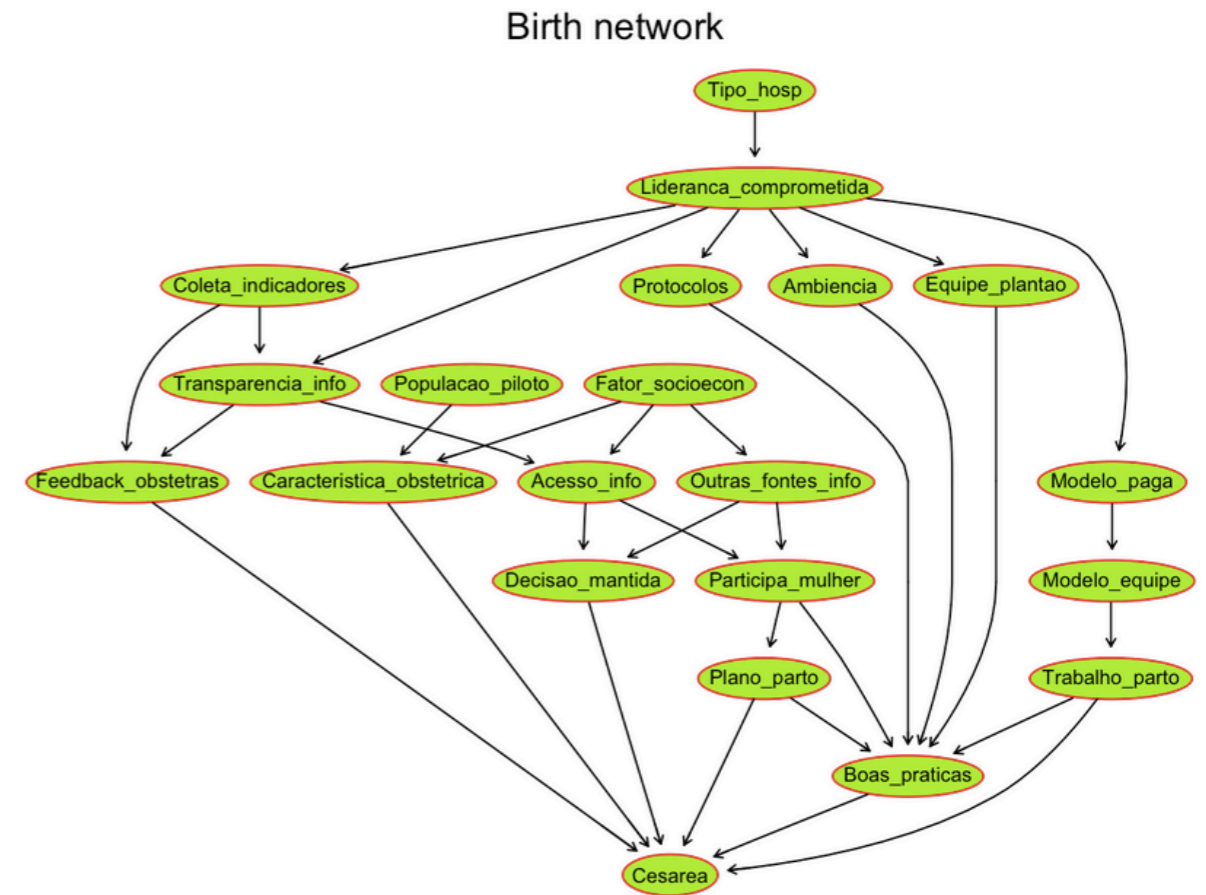 Birth network
Tipo_hosp
Lideranca_comprometida
Coleta_indicadores
Protocolos
Ambiencia
Equipe_plantao
Transparencia_info
Populacao_piloto
Fator_socioecon
Feedback_obstetras
Caracteristica_obstetrica
Acesso_info
Outras_fontes_info
Modelo_paga
Decisao_mantida
Participa_mulher
Modelo_equipe
Plano_parto
Trabalho_parto
Boas_praticas
Cesarea